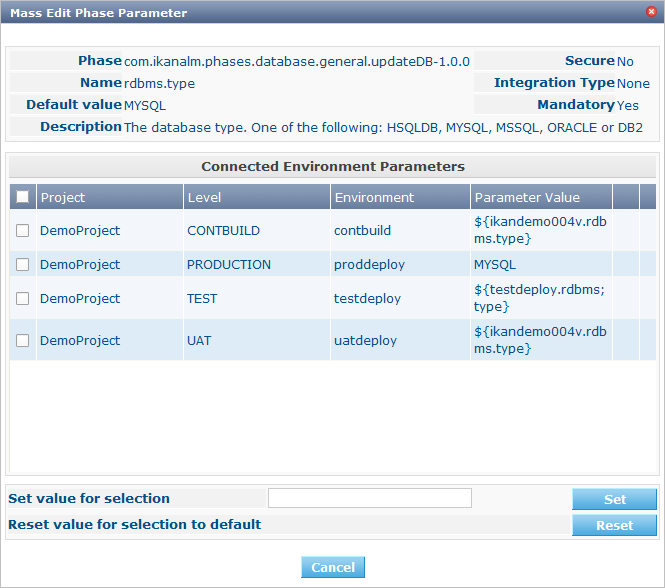 Mass Edit Phase Parameter
Phase com.ikanalm.phases.database.general.updateDB-1.0.0 Secure No
Name rdbms.type Integration Type None
Default value MYSQL Mandatory Yes
Description The database type. One of the following: HSQLDB, MYSQL, MSSQL, ORACLE or DB2
Connected Environment Parameters
Project Level Environment Parameter Value
DemoProject CONTBUILD contbuild ${ikandemo004v.rdb
ms.type}
DemoProject PRODUCTION proddeploy MYSQL
DemoProject TEST testdeploy ${testdeploy.rdbms;
type}
DemoProject UAT uatdeploy ${ikandemo004v.rdb
ms.type}
Set value for selection Set
Reset value for selection to default Reset
Cancel